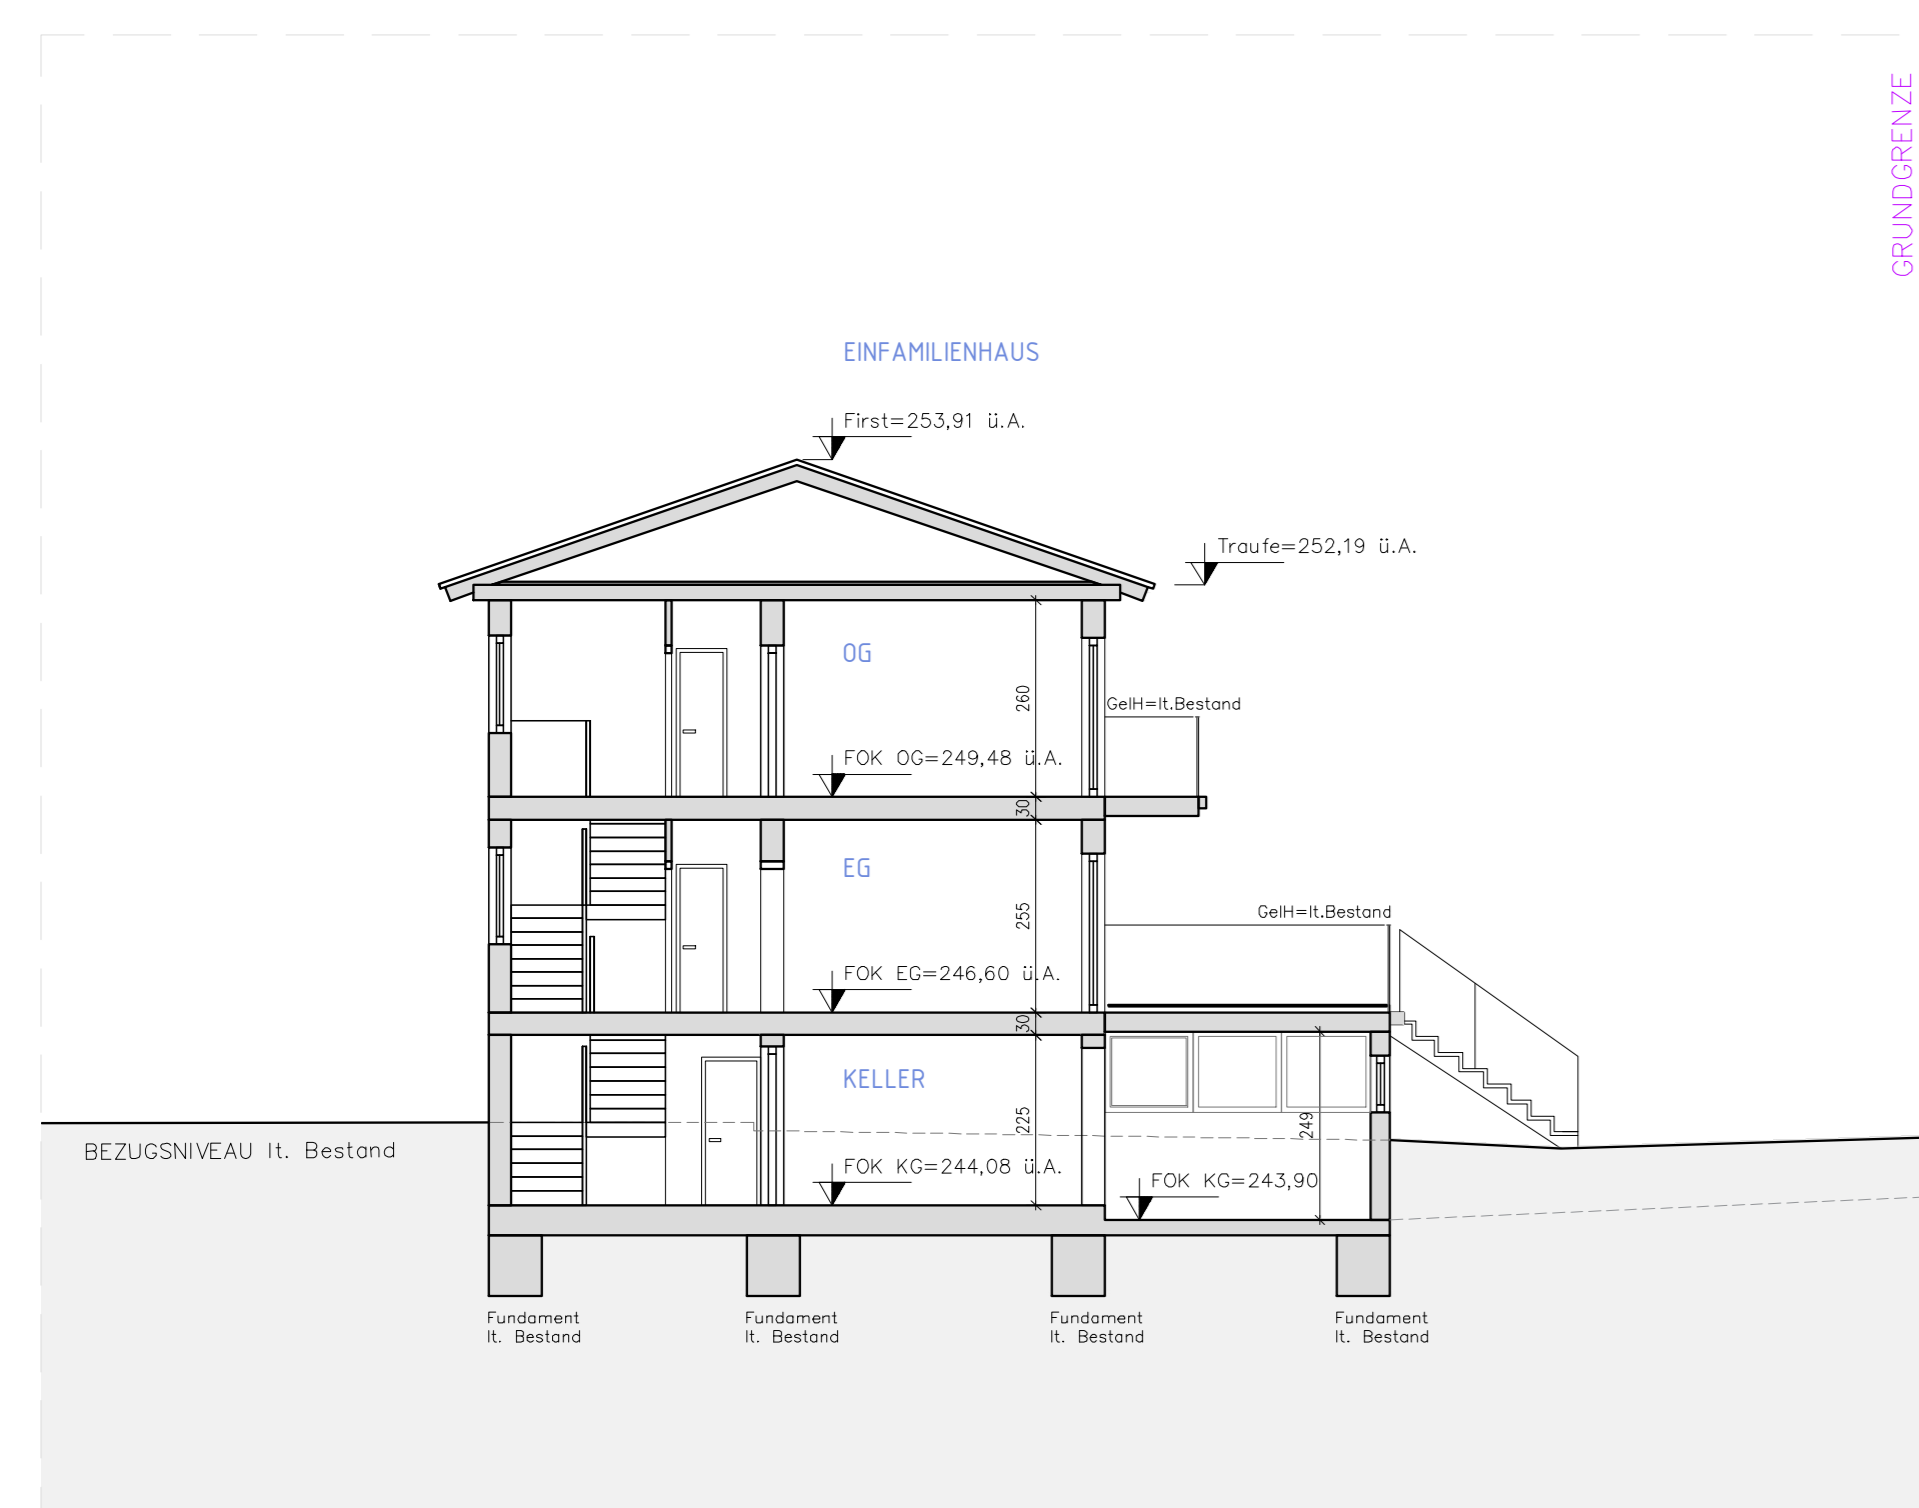 GRUNDGRENZE
EINFAMILIENHAUS
First=253,91 ü.A.
Traufe=252,19 ü.A.
OG
260
GelH=lt.Bestand
FOK OG=249,48 ü.A.
30
EG
255
GelH=lt.Bestand
FOK EG=246,60 ü.A.
30
KELLER
225
249
BEZUGSNIVEAU lt. Bestand
FOK KG=244,08 ü.A.
FOK KG=243,90
Fundament
lt. Bestand
Fundament
lt. Bestand
Fundament
lt. Bestand
Fundament
lt. Bestand